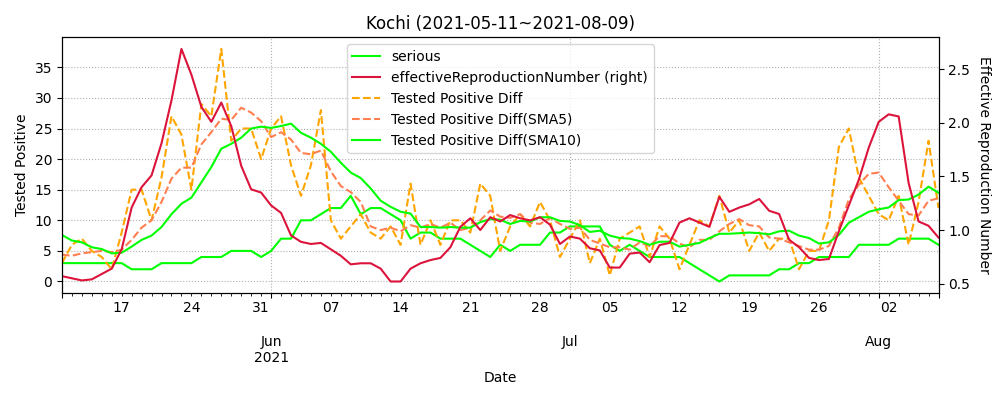 Kochi (2021-05-11~2021-08-09)
serious
effectiveReproductionNumber (right)
Tested Positive Diff
Tested Positive Diff(SMA5)
Tested Positive Diff(SMA10)
Tested Positive
35
30
25
20
15
10
5
0
2.5
2.0
1.5
1.0
0.5
Effective Reproduction Number
17 24 31 07 14 21 28 05 12 19 26 02
Jun Jul Aug
2021
Date